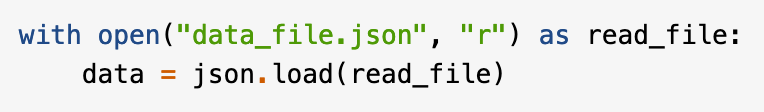 with open("data_file.json", "r") as read_file:
    data = json.load(read_file)